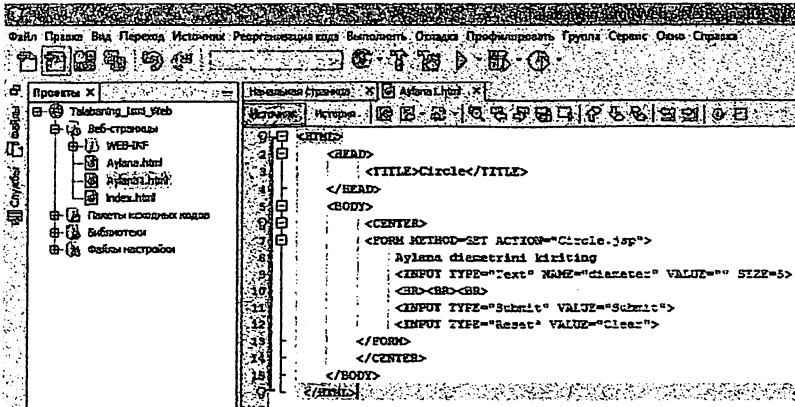 Файл Правка Вид Переход Источник Реорганизация кода Выполнить Отладка Профилировать Группа Сервис Окно Справка
Проекты
Talabaning_ismi_Web
Веб-страницы
WEB-INF
Aylana.html
Aylana1.html
index.html
Пакеты исходных кодов
Библиотеки
Файлы настройки
Файлы
Службы
Начальная страница
Aylana1.html
Источник История
<HTML>
2 <HEAD>
3 <TITLE>Circle</TITLE>
4 </HEAD>
5 <BODY>
6 <CENTER>
7 <FORM METHOD=GET ACTION="Circle.jsp">
8 Aylana diametrini kiriting
9 <INPUT TYPE="Text" NAME="diameter" VALUE="" SIZE=5>
10 <BR><BR><BR>
11 <INPUT TYPE="Submit" VALUE="Submit">
12 <INPUT TYPE="Reset" VALUE="Clear">
13 </FORM>
14 </CENTER>
15 </BODY>
</HTML>